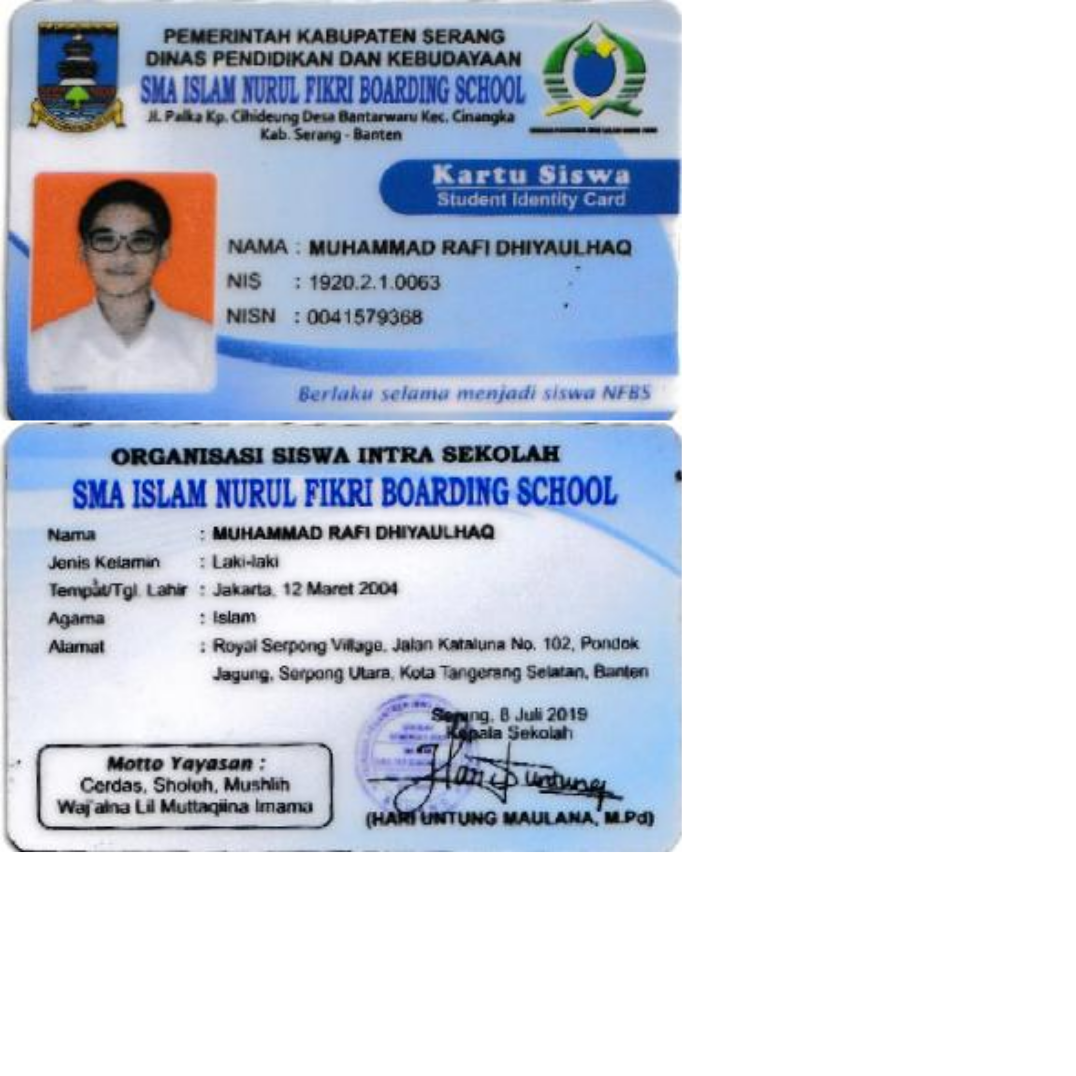 PEMERINTAH KABUPATEN SERANG
DINAS PENDIDIKAN DAN KEBUDAYAAN
SMA ISLAM NURUL FIKRI BOARDING SCHOOL
Jl. Palka Kp. Cihideung Desa Bantarwaru Kec. Cinangka
Kab. Serang - Banten
Kartu Siswa
Student Identity Card
NAMA : MUHAMMAD RAFI DHIYAULHAQ
NIS : 1920.2.1.0063
NISN : 0041579368
Berlaku selama menjadi siswa NFBS
ORGANISASI SISWA INTRA SEKOLAH
SMA ISLAM NURUL FIKRI BOARDING SCHOOL
Nama : MUHAMMAD RAFI DHIYAULHAQ
Jenis Kelamin : Laki-laki
Tempat/Tgl. Lahir : Jakarta, 12 Maret 2004
Agama : Islam
Alamat : Royal Serpong Village, Jalan Kataluna No. 102, Pondok
Jagung, Serpong Utara, Kota Tangerang Selatan, Banten
Serang, 8 Juli 2019
Kepala Sekolah
Motto Yayasan :
Cerdas, Sholeh, Mushlih
Waj'alna Lil Muttaqiina Imama
(HARI UNTUNG MAULANA, M.Pd)